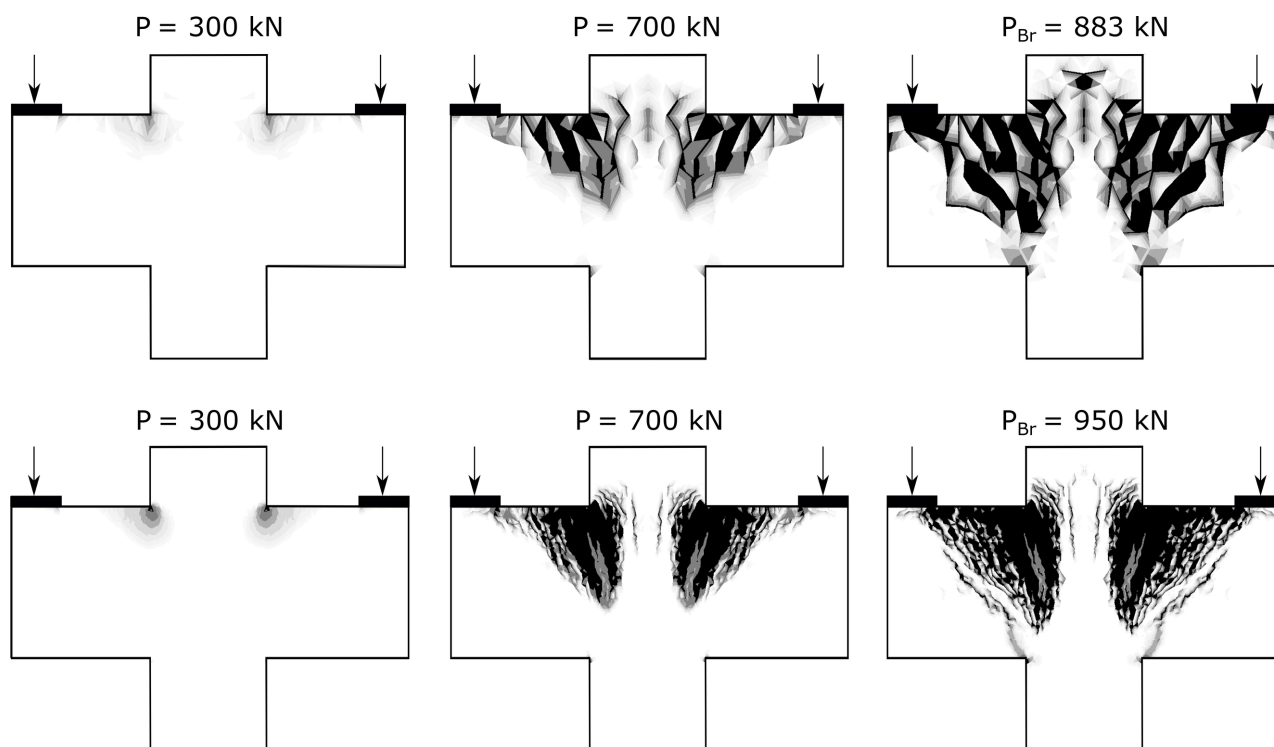 P = 300 kN
P = 700 kN
P_Br = 883 kN
P = 300 kN
P = 700 kN
P_Br = 950 kN